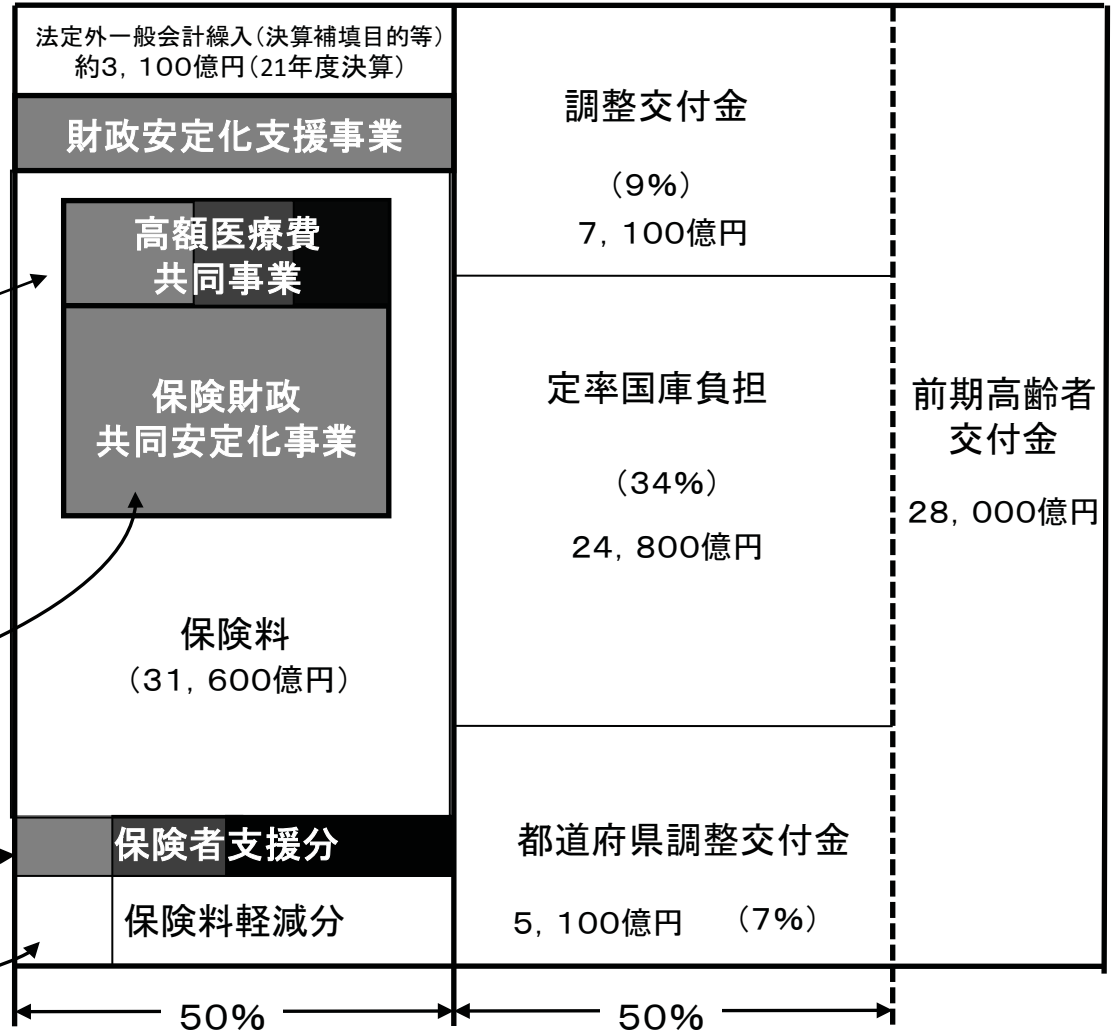 法定外一般会計繰入(決算補填目的等)
約3，100億円(21年度決算)
財政安定化支援事業
高額医療費
共同事業
保険財政
共同安定化事業
保険料
(31，600億円)
保険者支援分
保険料軽減分
50%
調整交付金
(9%)
7，100億円
定率国庫負担
(34%)
24，800億円
都道府県調整交付金
5，100億円 (7%)
50%
前期高齢者
交付金
28，000億円